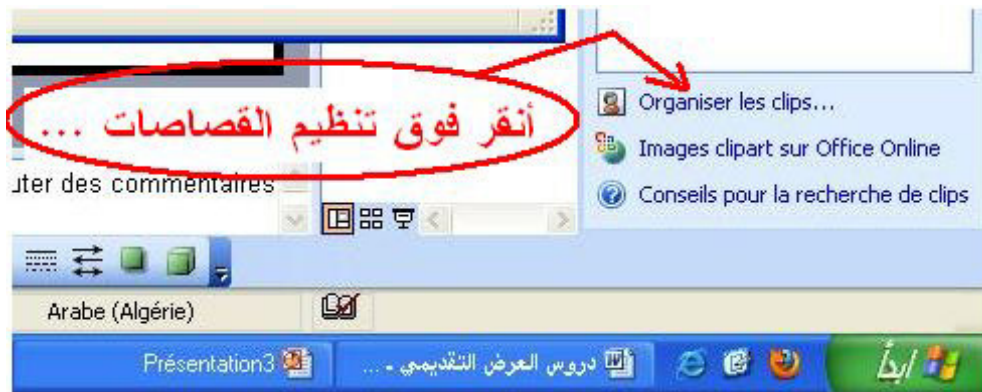 Organiser les clips...
أنقر فوق تنظيم القصاصات ...
Images clipart sur Office Online
uter des commentaires
Conseils pour la recherche de clips
Arabe (Algérie)
Présentation3
دروس العرض التقديمي - ...
ابدأ